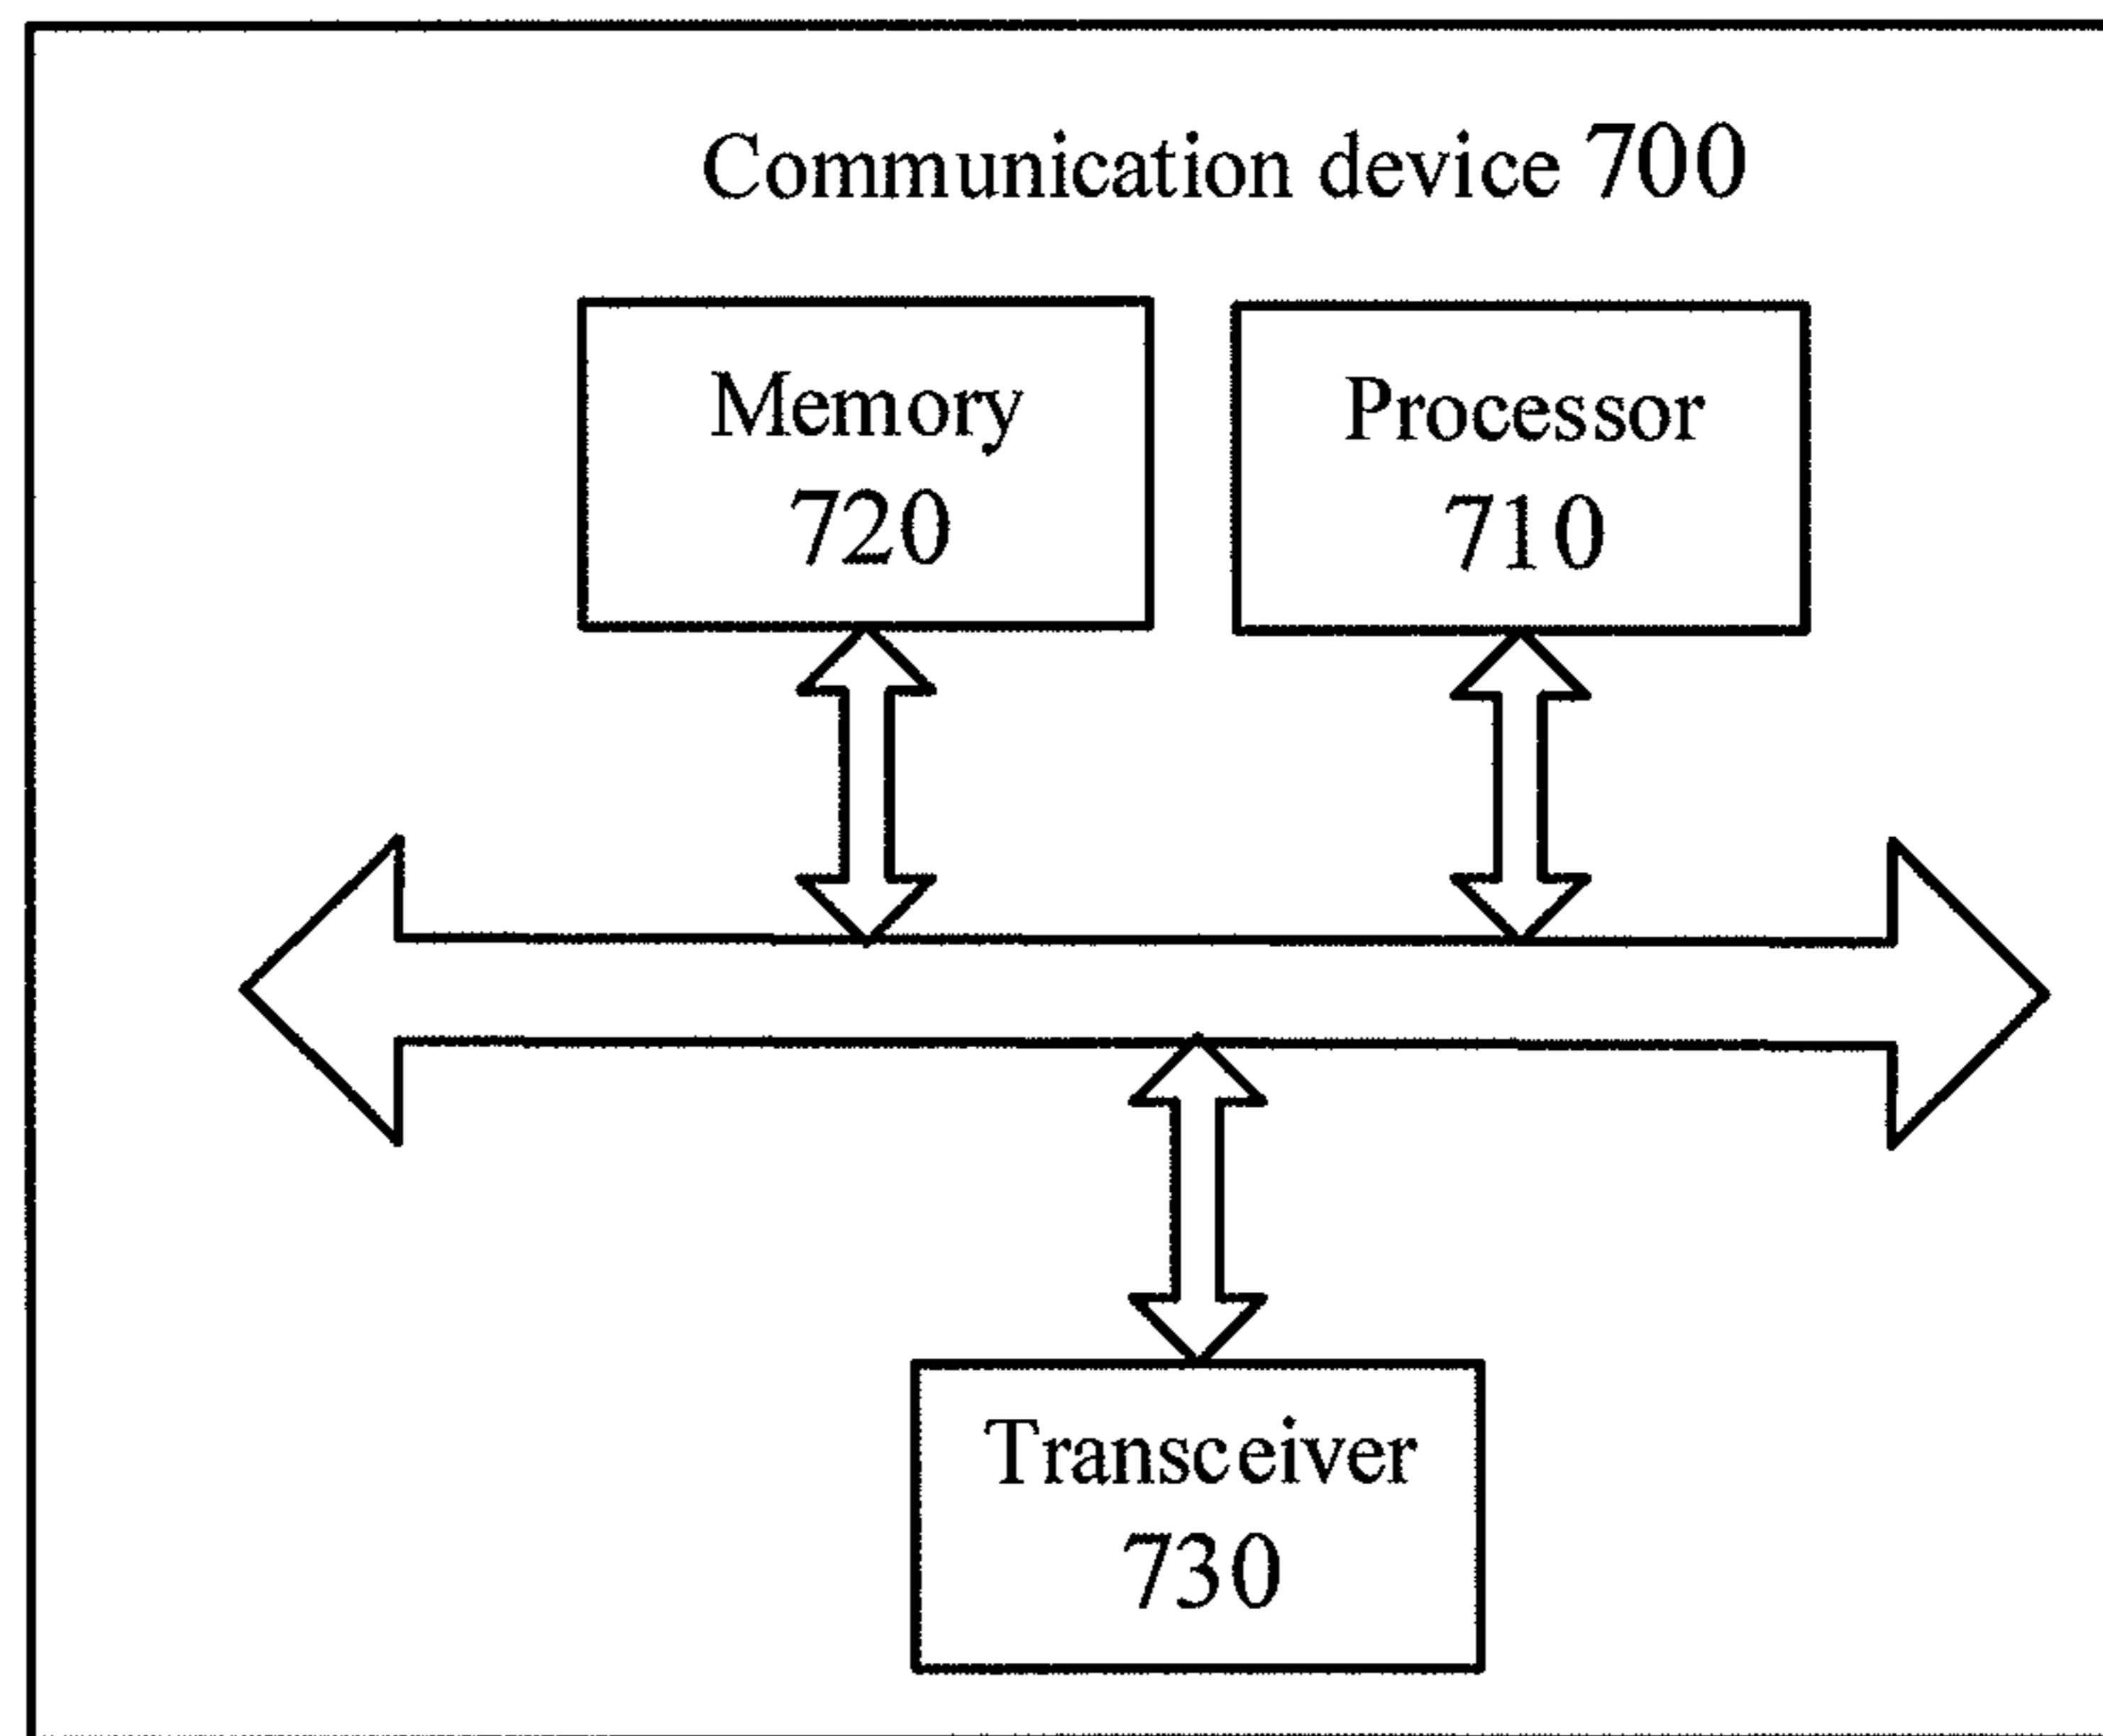 Communication device 700
Memory
720
Processor
710
Transceiver
730